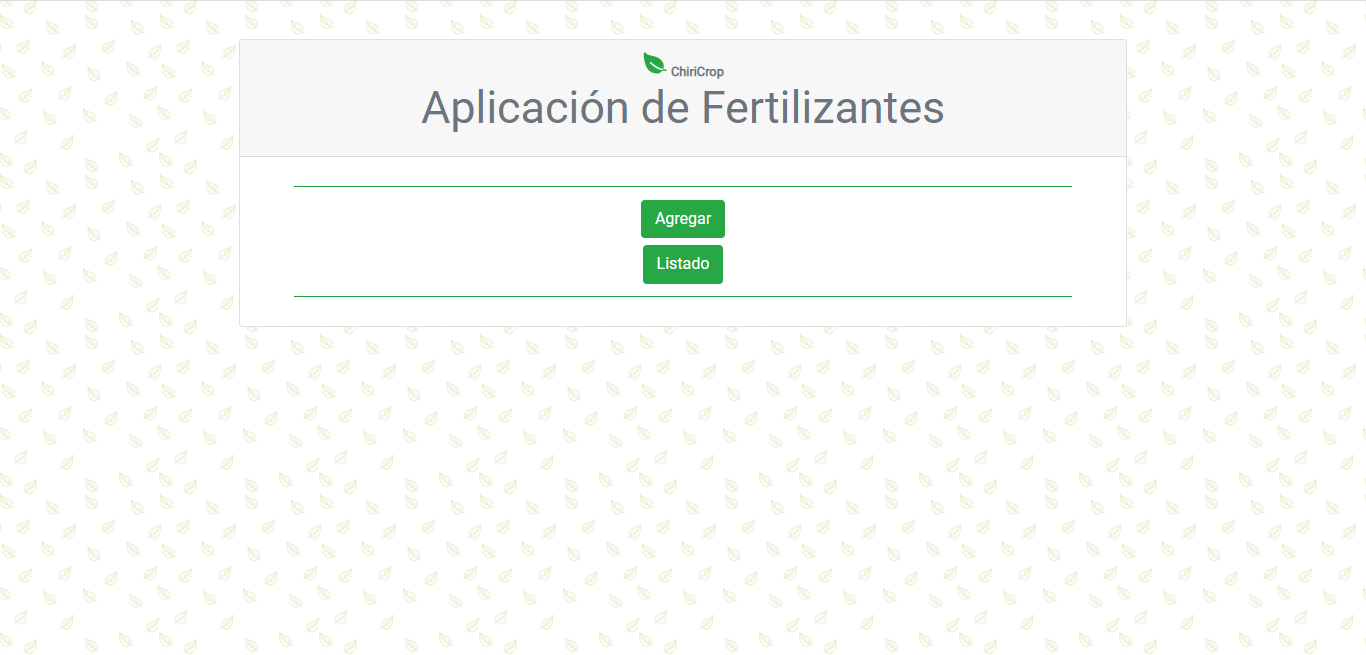 ChiriCrop
Aplicación de Fertilizantes
Agregar
Listado